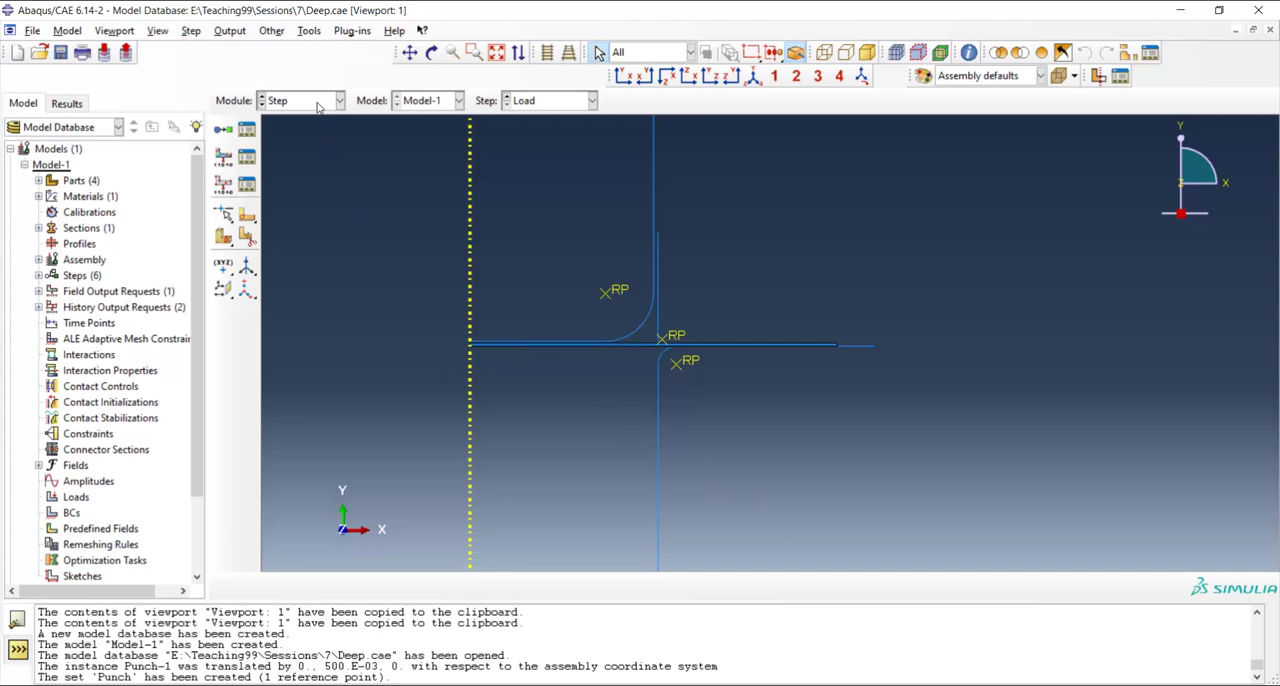 Abaqus/CAE 6.14-2 - Model Database: E:\Teaching99\Sessions\7\Deep.cae [Viewport: 1]
File Model Viewport View Step Output Other Tools Plug-ins Help
All
1 2 3 4 Assembly defaults
Model Results Module: Step Model: Model-1 Step: Load
Model Database
Models (1)
Model-1
Parts (4)
Materials (1)
Calibrations
Sections (1)
Profiles
Assembly
Steps (6)
Field Output Requests (1)
History Output Requests (2)
Time Points
ALE Adaptive Mesh Constrain
Interactions
Interaction Properties
Contact Controls
Contact Initializations
Contact Stabilizations
Constraints
Connector Sections
Fields
Amplitudes
Loads
BCs
Predefined Fields
Remeshing Rules
Optimization Tasks
Sketches
(XYZ)
RP
RP
RP
Y
Z X
Y
Z X
SIMULIA
The contents of viewport "Viewport: 1" have been copied to the clipboard.
The contents of viewport "Viewport: 1" have been copied to the clipboard.
A new model database has been created.
The model "Model-1" has been created.
The model database "E:\Teaching99\Sessions\7\Deep.cae" has been opened.
The instance Punch-1 was translated by 0., 500.E-03, 0. with respect to the assembly coordinate system
The set 'Punch' has been created (1 reference point).